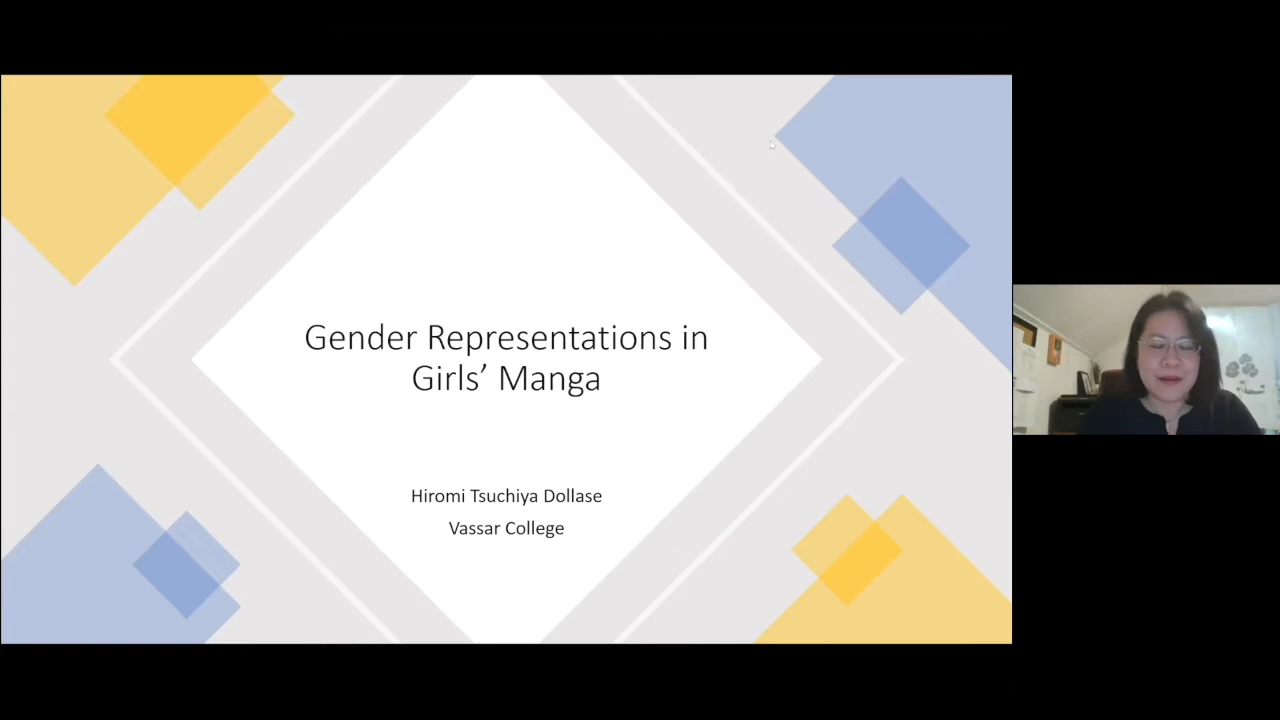 Gender Representations in
Girls’ Manga
Hiromi Tsuchiya Dollase
Vassar College